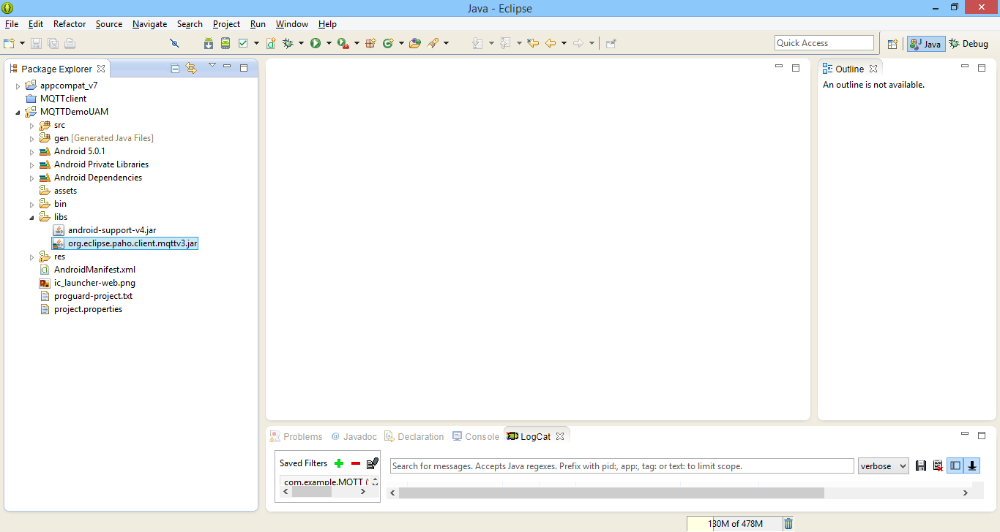 Java - Eclipse
File Edit Refactor Source Navigate Search Project Run Window Help
Quick Access
Java
Debug
Package Explorer
appcompat_v7
MQTTclient
MQTTDemoUAM
src
gen [Generated Java Files]
Android 5.0.1
Android Private Libraries
Android Dependencies
assets
bin
libs
android-support-v4.jar
org.eclipse.paho.client.mqttv3.jar
res
AndroidManifest.xml
ic_launcher-web.png
proguard-project.txt
project.properties
Outline
An outline is not available.
Problems @ Javadoc Declaration Console LogCat
Saved Filters
com.example.MQTT (
Search for messages. Accepts Java regexes. Prefix with pid:, app:, tag: or text: to limit scope.
verbose
130M of 478M